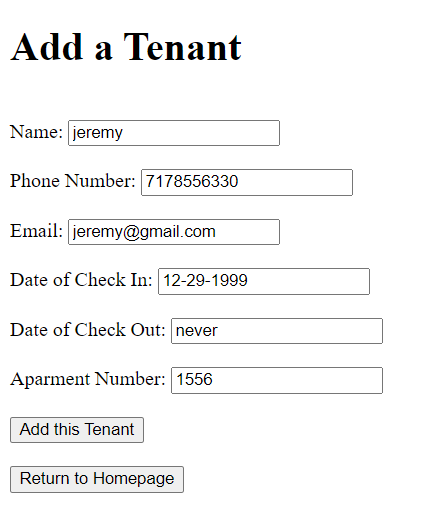 Add a Tenant
Name: jeremy
Phone Number: 7178556330
Email: jeremy@gmail.com
Date of Check In: 12-29-1999
Date of Check Out: never
Aparment Number: 1556
Add this Tenant
Return to Homepage